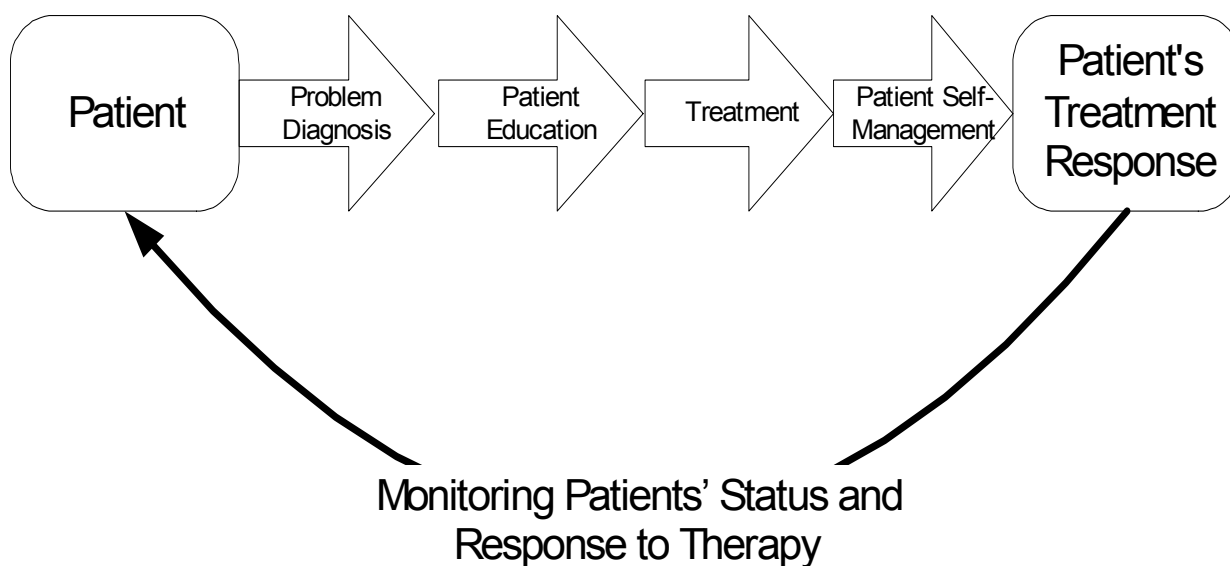 Patient
Problem
Diagnosis
Patient
Education
Treatment
Patient Self-
Management
Patient's
Treatment
Response
Monitoring Patients’ Status and
Response to Therapy